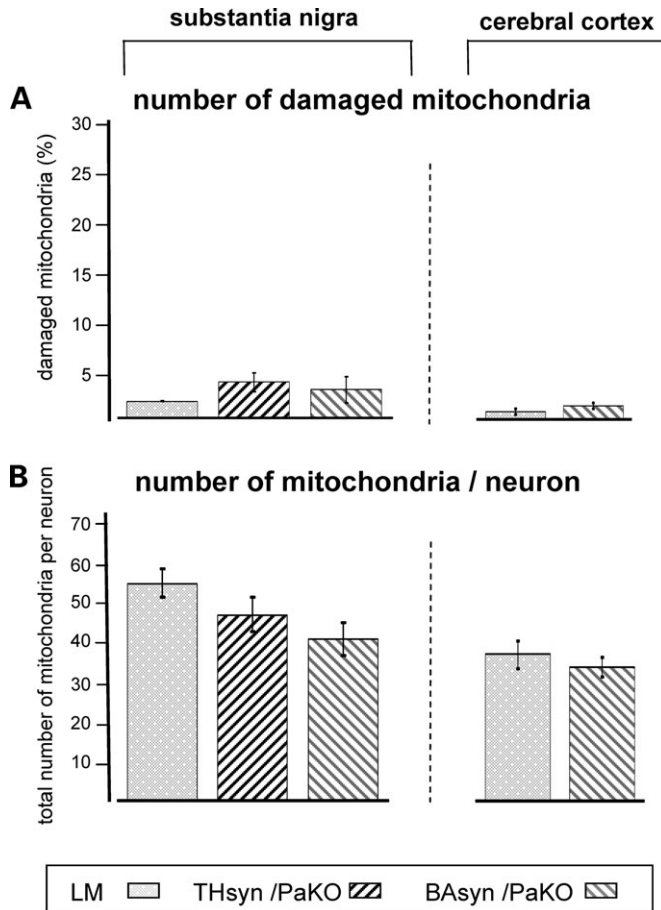 substantia nigra
cerebral cortex
A
number of damaged mitochondria
damaged mitochondria (%)
30
25
20
15
10
5
B
number of mitochondria / neuron
total number of mitochondria per neuron
70
60
50
40
30
20
10
LM
THsyn /PaKO
BAsyn /PaKO